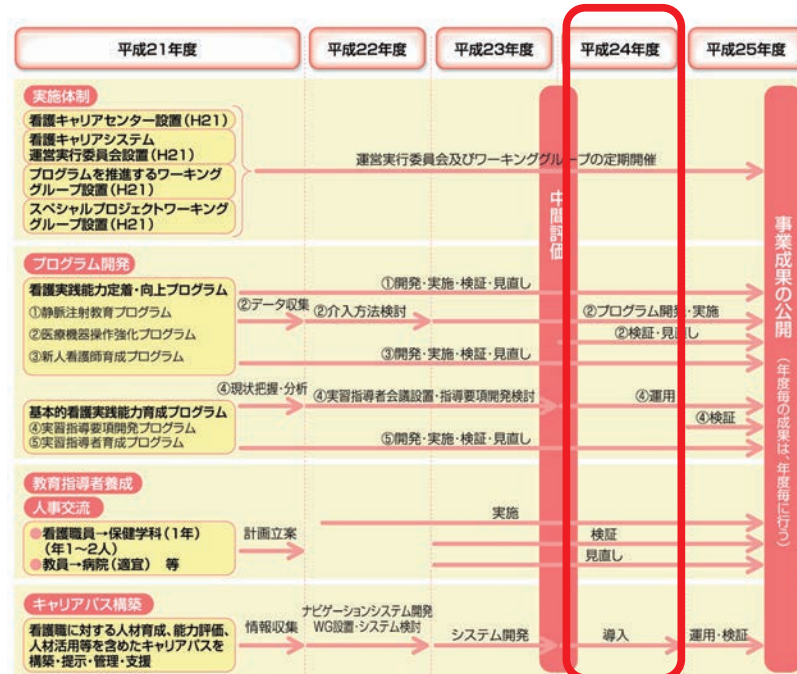 平成21年度
平成22年度
平成23年度
平成24年度
平成25年度
実施体制
看護キャリアセンター設置(H21)
看護キャリアシステム
運営実行委員会設置(H21)
プログラムを推進するワーキング
グループ設置(H21)
スペシャルプロジェクトワーキング
グループ設置(H21)
運営実行委員会及びワーキンググループの定期開催
中間評価
事業成果の公開
(年度毎の成果は、年度毎に行う)
プログラム開発
看護実践能力定着・向上プログラム
①静脈注射教育プログラム
②医療機器操作強化プログラム
③新人看護師育成プログラム
①開発・実施・検証・見直し
②データ収集
②介入方法検討
②プログラム開発・実施
②検証・見直し
③開発・実施・検証・見直し
基本的看護実践能力育成プログラム
④実習指導要項開発プログラム
⑤実習指導者育成プログラム
④現状把握・分析
④実習指導者会議設置・指導要項開発検討
④運用
④検証
⑤開発・実施・検証・見直し
教育指導者養成
人事交流
●看護職員→保健学科(1年)
(年1〜2人)
●教員→病院(適宜) 等
計画立案
実施
検証
見直し
キャリアパス構築
看護職に対する人材育成、能力評価、
人材活用等を含めたキャリアパスを
構築・提示・管理・支援
情報収集
ナビゲーションシステム開発
WG設置・システム検討
システム開発
導入
運用・検証